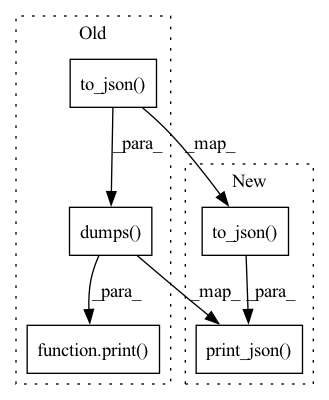 Old
to_json()
_para_
_map_
New
dumps()
to_json()
_para_
_map_
_para_
function.print()
print_json()